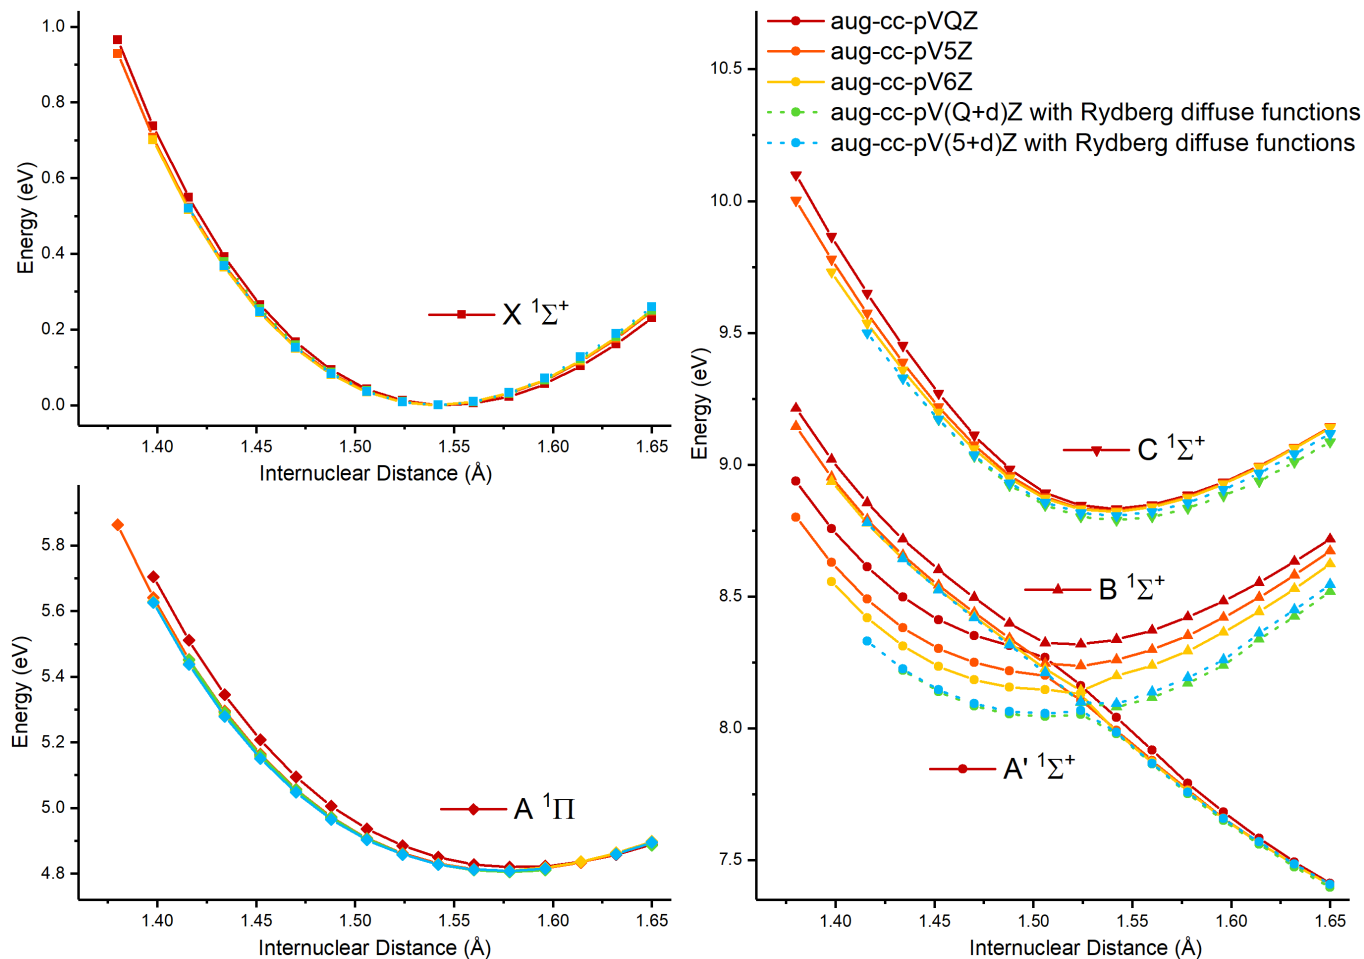 1.0
0.8
0.6
0.4
0.2
0.0
Energy (eV)
X ¹Σ⁺
1.40 1.45 1.50 1.55 1.60 1.65
Internuclear Distance (Å)
5.8
5.6
5.4
5.2
5.0
4.8
Energy (eV)
A ¹Π
1.40 1.45 1.50 1.55 1.60 1.65
Internuclear Distance (Å)
aug-cc-pVQZ
aug-cc-pV5Z
aug-cc-pV6Z
aug-cc-pV(Q+d)Z with Rydberg diffuse functions
aug-cc-pV(5+d)Z with Rydberg diffuse functions
10.5
10.0
9.5
9.0
8.5
8.0
7.5
Energy (eV)
C ¹Σ⁺
B ¹Σ⁺
A' ¹Σ⁺
1.40 1.45 1.50 1.55 1.60 1.65
Internuclear Distance (Å)